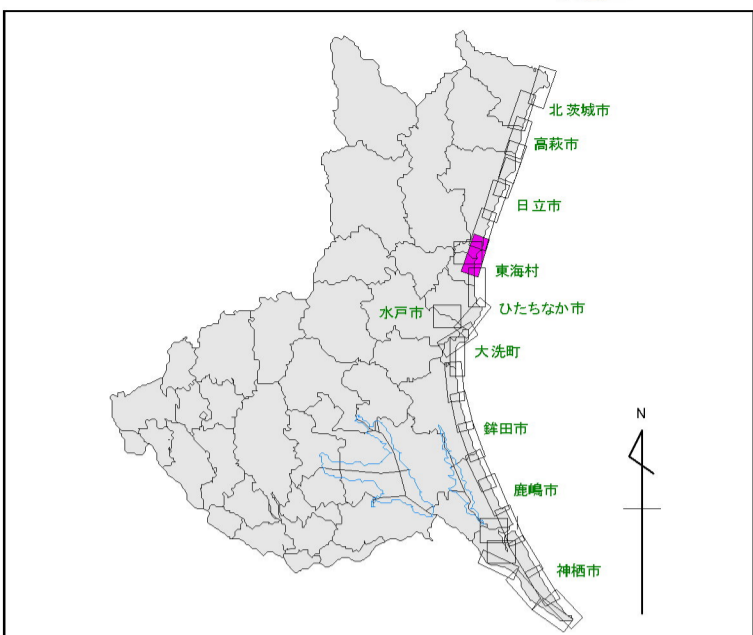 北茨城市
高萩市
日立市
東海村
ひたちなか市
水戸市
大洗町
N
鉾田市
鹿嶋市
神栖市